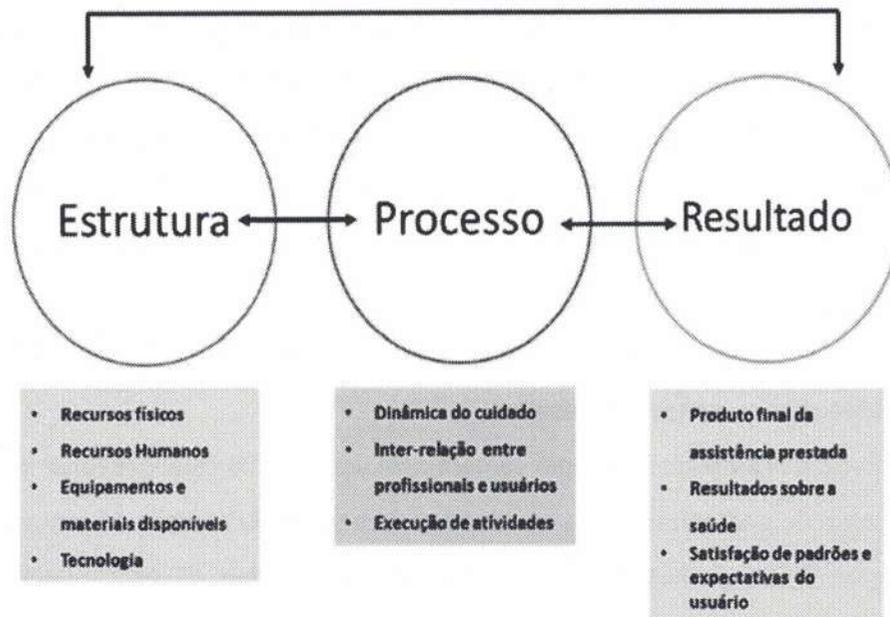 Estrutura
Processo
Resultado
• Recursos físicos
• Recursos Humanos
• Equipamentos e
materiais disponíveis
• Tecnologia
• Dinâmica do cuidado
• Inter-relação entre
profissionais e usuários
• Execução de atividades
• Produto final da
assistência prestada
• Resultados sobre a
saúde
• Satisfação de padrões e
expectativas do
usuário